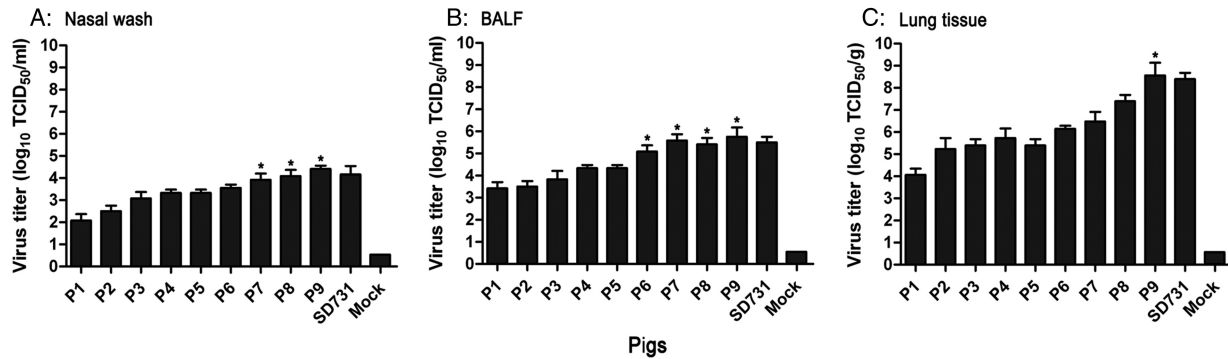 A: Nasal wash
Virus titer (log10 TCID50/ml)
10
9
8
7
6
5
4
3
2
1
0
* * *
P1 P2 P3 P4 P5 P6 P7 P8 P9 SD731 Mock
B: BALF
Virus titer (log10 TCID50/ml)
10
9
8
7
6
5
4
3
2
1
0
* * * *
P1 P2 P3 P4 P5 P6 P7 P8 P9 SD731 Mock
C: Lung tissue
Virus titer (log10 TCID50/g)
10
9
8
7
6
5
4
3
2
1
0
*
P1 P2 P3 P4 P5 P6 P7 P8 P9 SD731 Mock
Pigs